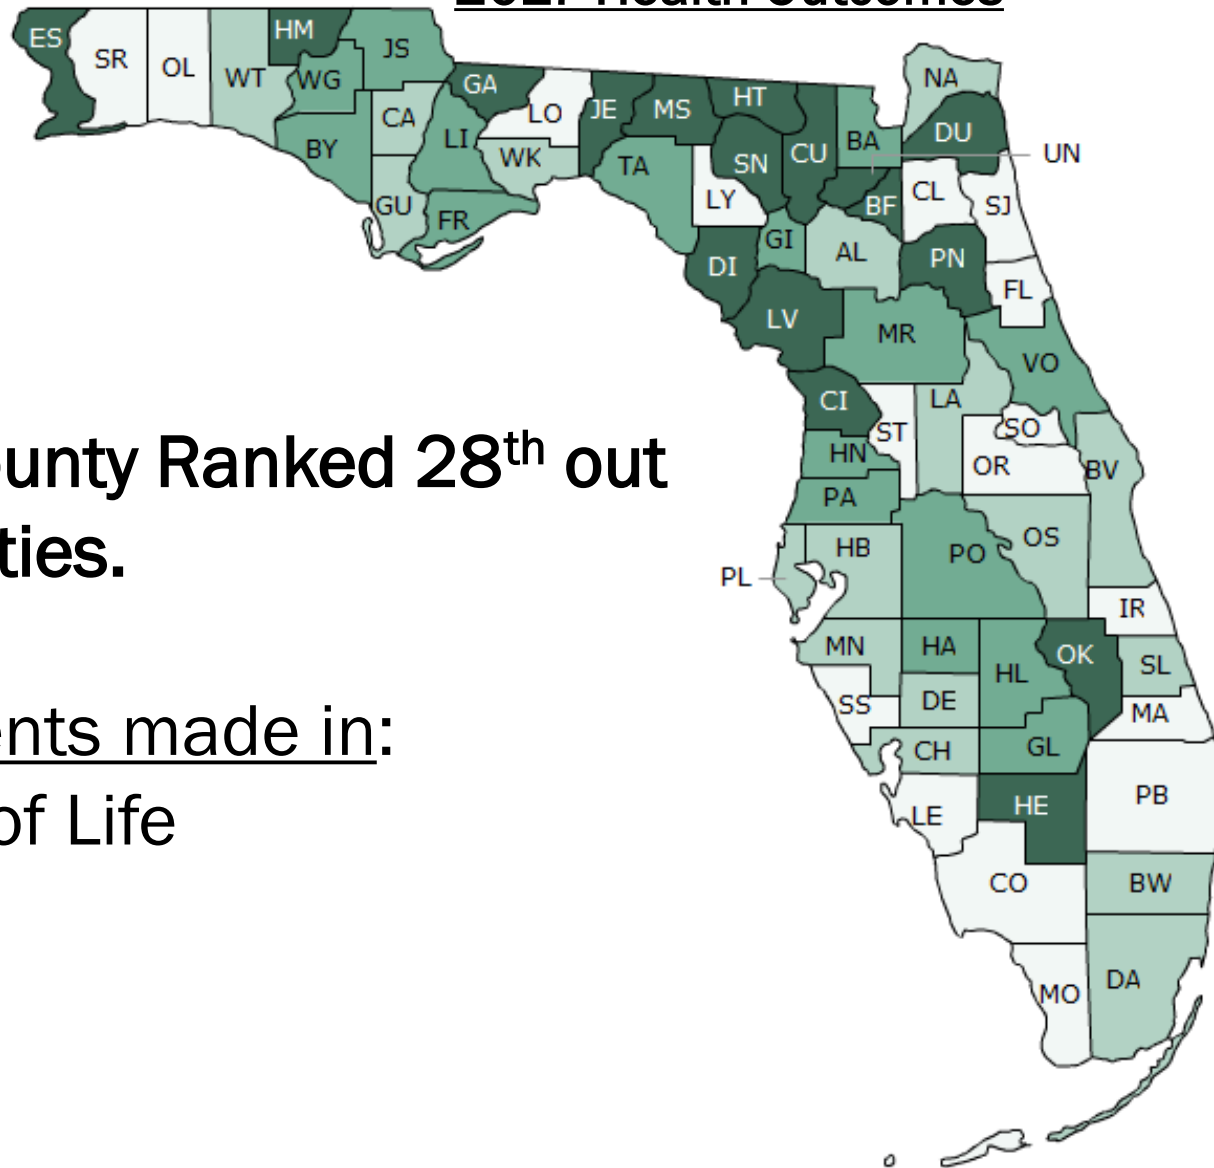 Health Outcomes
ES
SR
OL
WT
HM
WG
JS
BY
CA
GU
LI
GA
LO
WK
FR
JE
MS
TA
HT
SN
LY
CU
BA
NA
DU
UN
BF
CL
SJ
GI
AL
PN
FL
DI
LV
MR
VO
CI
LA
ST
SO
OR
BV
HN
PA
HB
PO
OS
PL
IR
MN
HA
HL
OK
SL
SS
DE
MA
CH
GL
LE
HE
PB
CO
BW
MO
DA
ounty Ranked 28th out
ties.
ents made in:
of Life